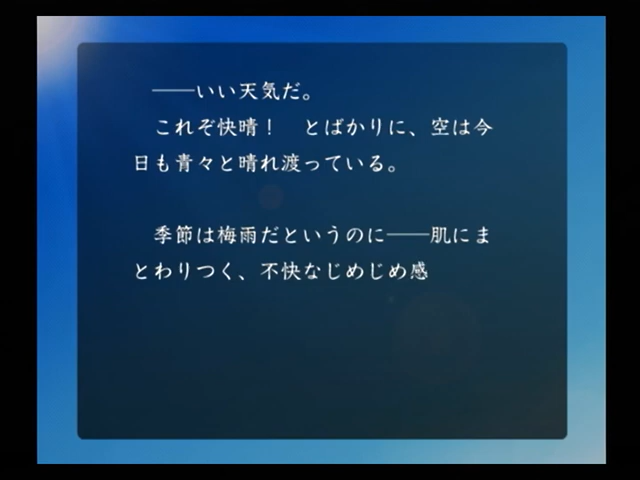 ――いい天気だ。
これぞ快晴！　とばかりに、空は今
日も青々と晴れ渡っている。
季節は梅雨だというのに――肌にま
とわりつく、不快なじめじめ感